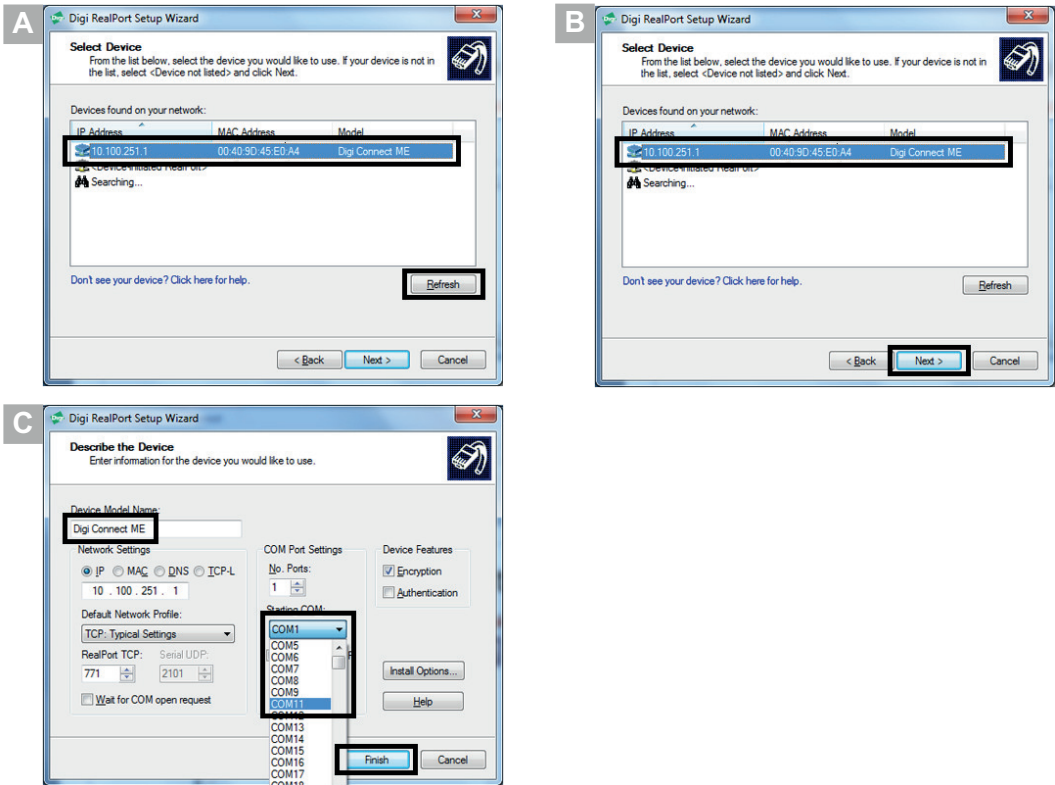 A
Digi RealPort Setup Wizard
Select Device
From the list below, select the device you would like to use. If your device is not in
the list, select <Device not listed> and click Next.
Devices found on your network:
IP Address MAC Address Model
10.100.251.1 00:40:9D:45:E0:A4 Digi Connect ME
<Device-Initiated RealPort>
Searching...
Don't see your device? Click here for help.
Refresh
< Back Next > Cancel
B
Digi RealPort Setup Wizard
Select Device
From the list below, select the device you would like to use. If your device is not in
the list, select <Device not listed> and click Next.
Devices found on your network:
IP Address MAC Address Model
10.100.251.1 00:40:9D:45:E0:A4 Digi Connect ME
<Device-Initiated RealPort>
Searching...
Don't see your device? Click here for help.
Refresh
< Back Next > Cancel
C
Digi RealPort Setup Wizard
Describe the Device
Enter information for the device you would like to use.
Device Model Name:
Digi Connect ME
Network Settings
IP MAC DNS TCP-L
10 . 100 . 251 . 1
Default Network Profile:
TCP: Typical Settings
RealPort TCP: Serial UDP:
771 2101
Wait for COM open request
COM Port Settings
No. Ports:
1
Starting COM:
COM1
COM5
COM6
COM7
COM8
COM9
COM11
COM12
COM13
COM14
COM15
COM16
COM17
COM18
Device Features
Encryption
Authentication
Install Options...
Help
Finish Cancel